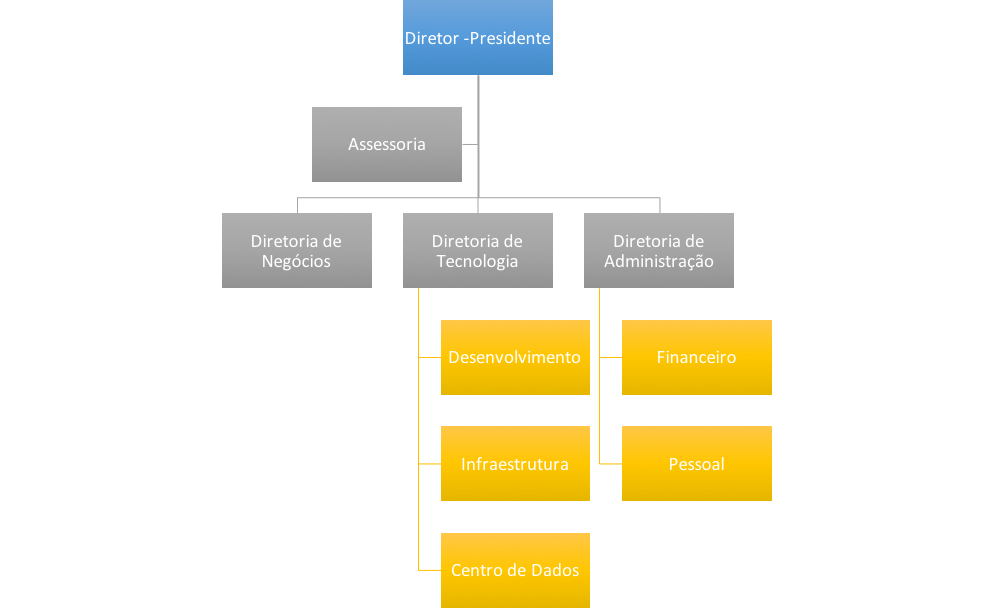 Diretor -Presidente
Assessoria
Diretoria de
Negócios
Diretoria de
Tecnologia
Diretoria de
Administração
Desenvolvimento
Financeiro
Infraestrutura
Pessoal
Centro de Dados